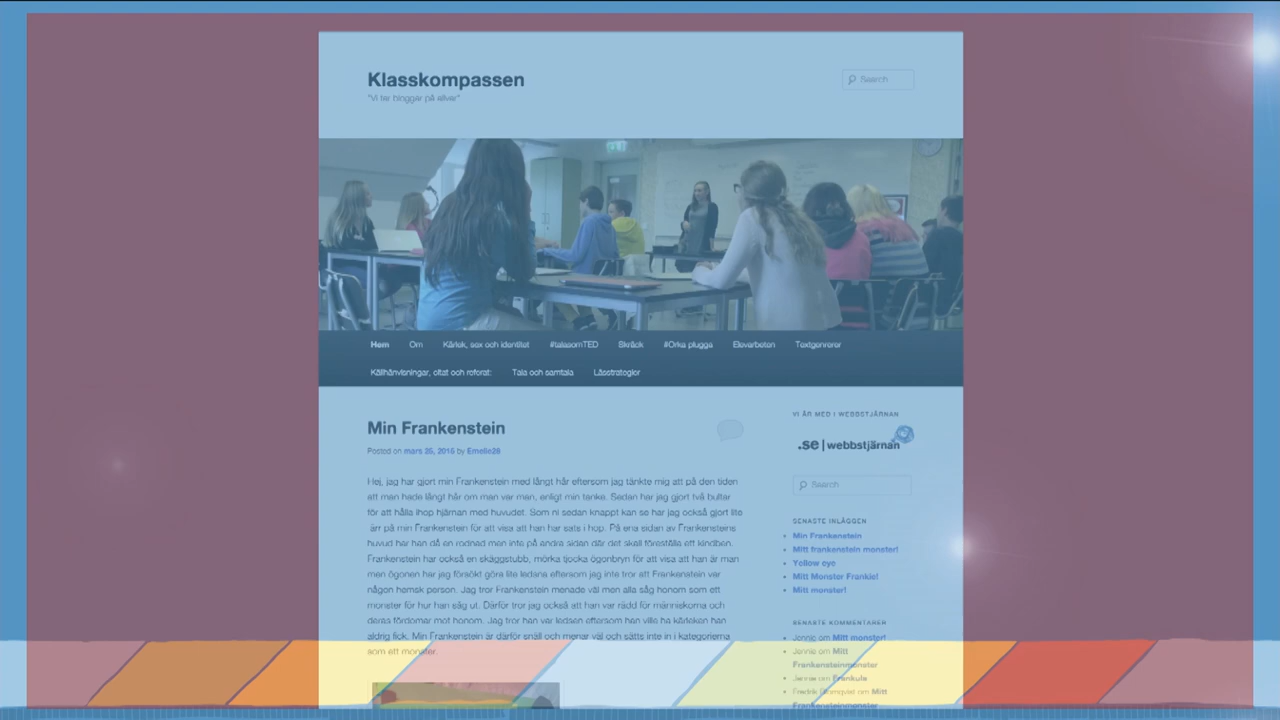 Klasskompassen
Search
"Vi lär bloggar på elever"
Hem Om Kärlek, sex och identitet #talasomTED Skräck #Orka plugga Elevarbeten Textgenrerer
Källhänvisningar, citat och referat: Tala och samtala Lässtrategier
Min Frankenstein
Posted on mars 25, 2015 by Emelie28
Hej, jag har gjort min Frankenstein med långt hår eftersom jag tänkte mig att på den tiden
att man hade långt hår om man var man, enligt min tanke. Sedan har jag gjort två bultar
för att hålla ihop hjärnan med huvudet. Som ni sedan knappt kan se har jag också gjort lite
ärr på min Frankenstein för att visa att han har sats i hop. På ena sidan av Frankensteins
huvud har han då en rodnad men inte på andra sidan där det skall föreställa ett kindben.
Frankenstein har också en skäggstubb, mörka tjocka ögonbryn för att visa att han är man
men ögonen har jag försökt göra lite ledsna eftersom jag inte tror att Frankenstein var
någon hemsk person. Jag tror Frankenstein menade väl men alla såg honom som ett
monster för hur han såg ut. Därför tror jag också att han var rädd för människorna och
deras fördomar mot honom. Jag tror han var ledsen eftersom han ville ha kärleken han
aldrig fick. Min Frankenstein är därför snäll och menar väl och sätts inte in i kategorierna
som ett monster.
VI ÄR MED I WEBBSTJÄRNAN
.se | webbstjärnan
Search
SENASTE INLÄGGEN
Min Frankenstein
Mitt frankenstein monster!
Yellow eye
Mitt Monster Frankie!
Mitt monster!
SENASTE KOMMENTARER
Jennie om Mitt monster!
Jennie om Mitt
Frankensteinmonster
Jennie om Frankula
Fredrik Blomqvist om Mitt
Frankensteinmonster